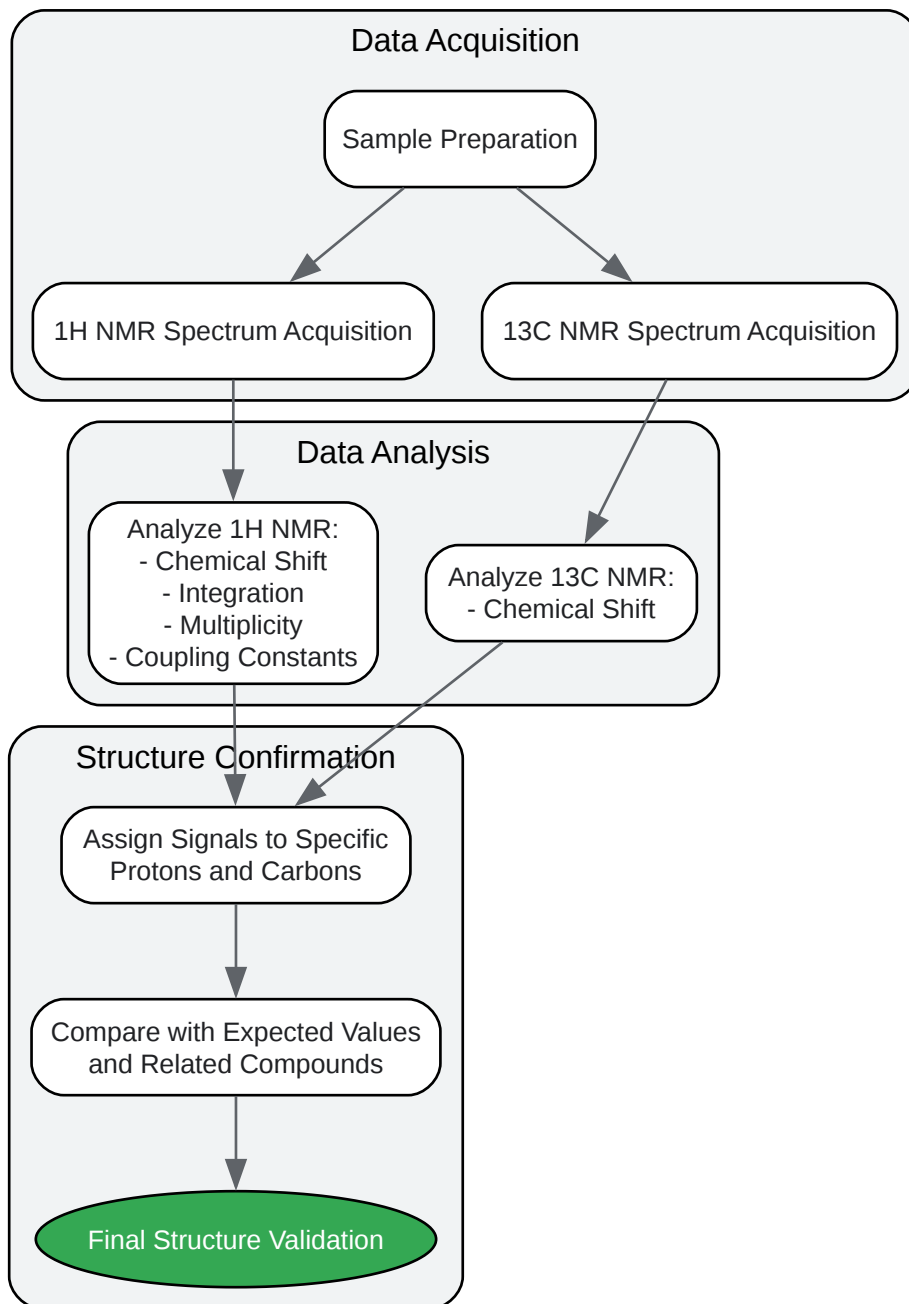 Data Acquisition
Sample Preparation
1H NMR Spectrum Acquisition
13C NMR Spectrum Acquisition
Data Analysis
Analyze 1H NMR:
- Chemical Shift
- Integration
- Multiplicity
- Coupling Constants
Analyze 13C NMR:
- Chemical Shift
Structure Confirmation
Assign Signals to Specific
Protons and Carbons
Compare with Expected Values
and Related Compounds
Final Structure Validation